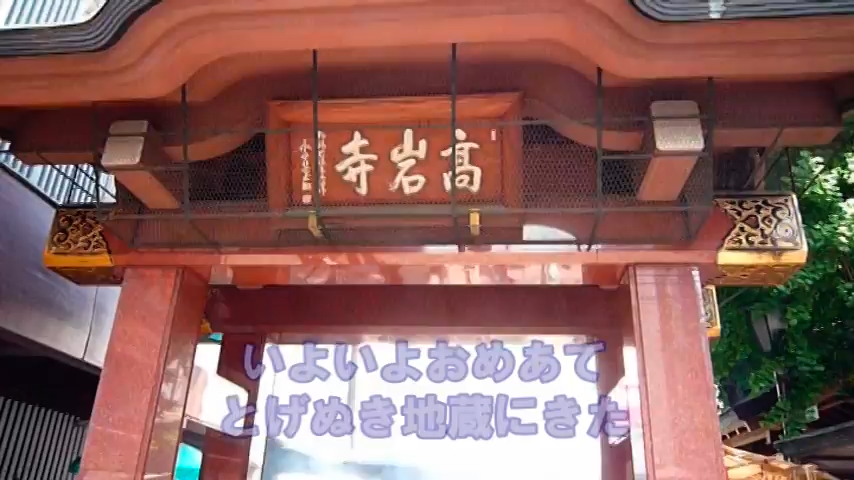 寺岩高
いよいよおめあて
とげぬき地蔵にきた